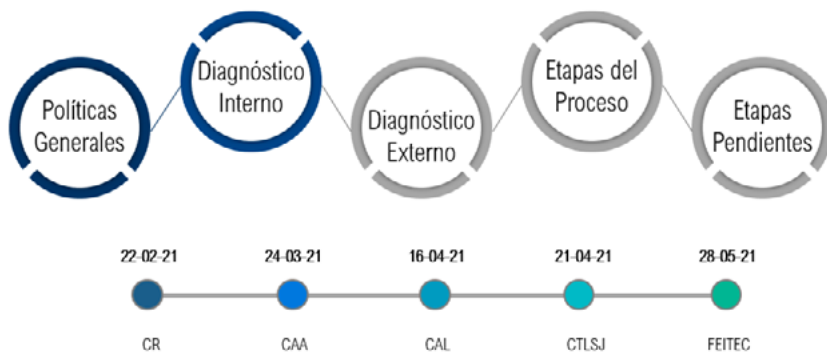 Políticas
Generales
Diagnóstico
Interno
Diagnóstico
Externo
Etapas del
Proceso
Etapas
Pendientes
22-02-21
24-03-21
16-04-21
21-04-21
28-05-21
CR
CAA
CAL
CTLSJ
FEITEC